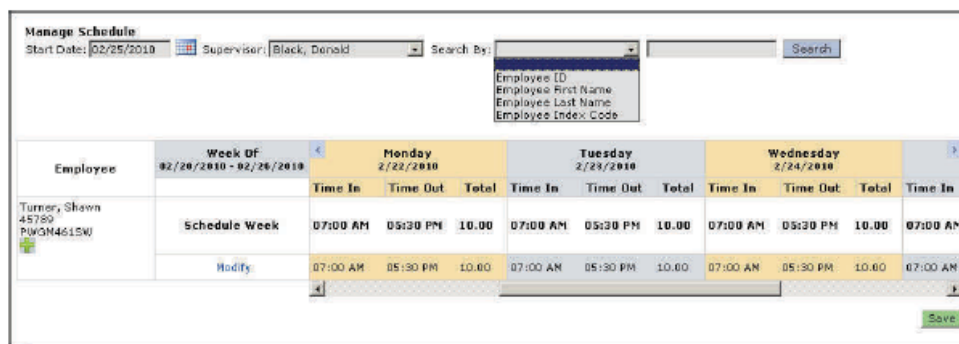 Manage Schedule
Start Date: 02/25/2010 Supervisor: Black, Donald Search By: Search
Employee ID
Employee First Name
Employee Last Name
Employee Index Code
Employee Week Of 02/20/2010 - 02/26/2010 Monday 2/22/2010 Tuesday 2/23/2010 Wednesday 2/24/2010
Time In Time Out Total Time In Time Out Total Time In Time Out Total Time In
Turner, Shawn
45789
PWGM461SW
Schedule Week 07:00 AM 05:30 PM 10.00 07:00 AM 05:30 PM 10.00 07:00 AM 05:30 PM 10.00 07:00 AM
Modify 07:00 AM 05:30 PM 10.00 07:00 AM 05:30 PM 10.00 07:00 AM 05:30 PM 10.00 07:00 AM
Save